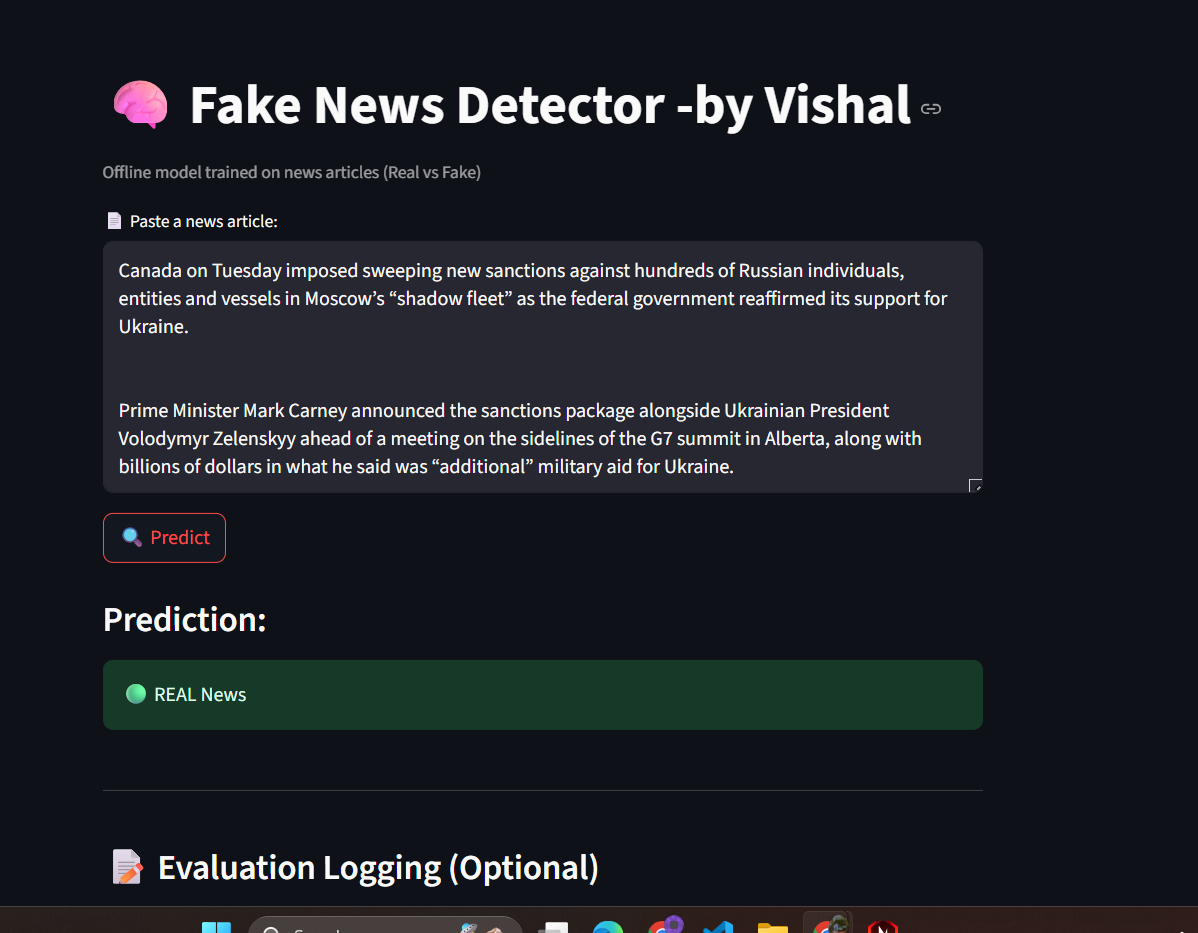 Fake News Detector -by Vishal
Offline model trained on news articles (Real vs Fake)
Paste a news article:
Canada on Tuesday imposed sweeping new sanctions against hundreds of Russian individuals,
entities and vessels in Moscow’s “shadow fleet” as the federal government reaffirmed its support for
Ukraine.
Prime Minister Mark Carney announced the sanctions package alongside Ukrainian President
Volodymyr Zelenskyy ahead of a meeting on the sidelines of the G7 summit in Alberta, along with
billions of dollars in what he said was “additional” military aid for Ukraine.
Predict
Prediction:
REAL News
Evaluation Logging (Optional)